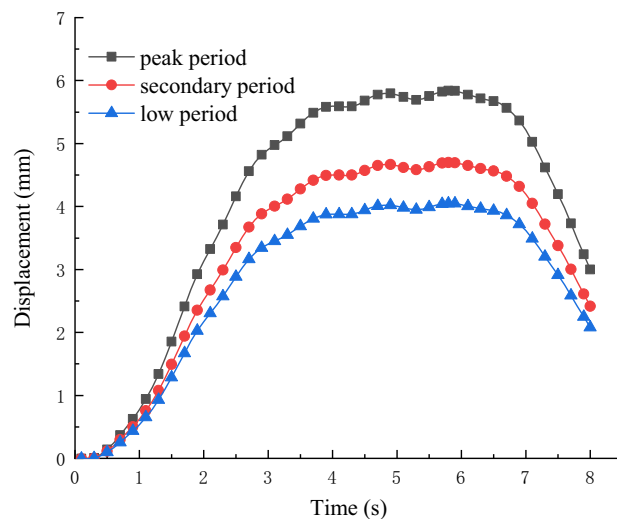 7
6
5
4
3
2
1
0
peak period
secondary period
low period
Displacement (mm)
0 1 2 3 4 5 6 7 8
Time (s)